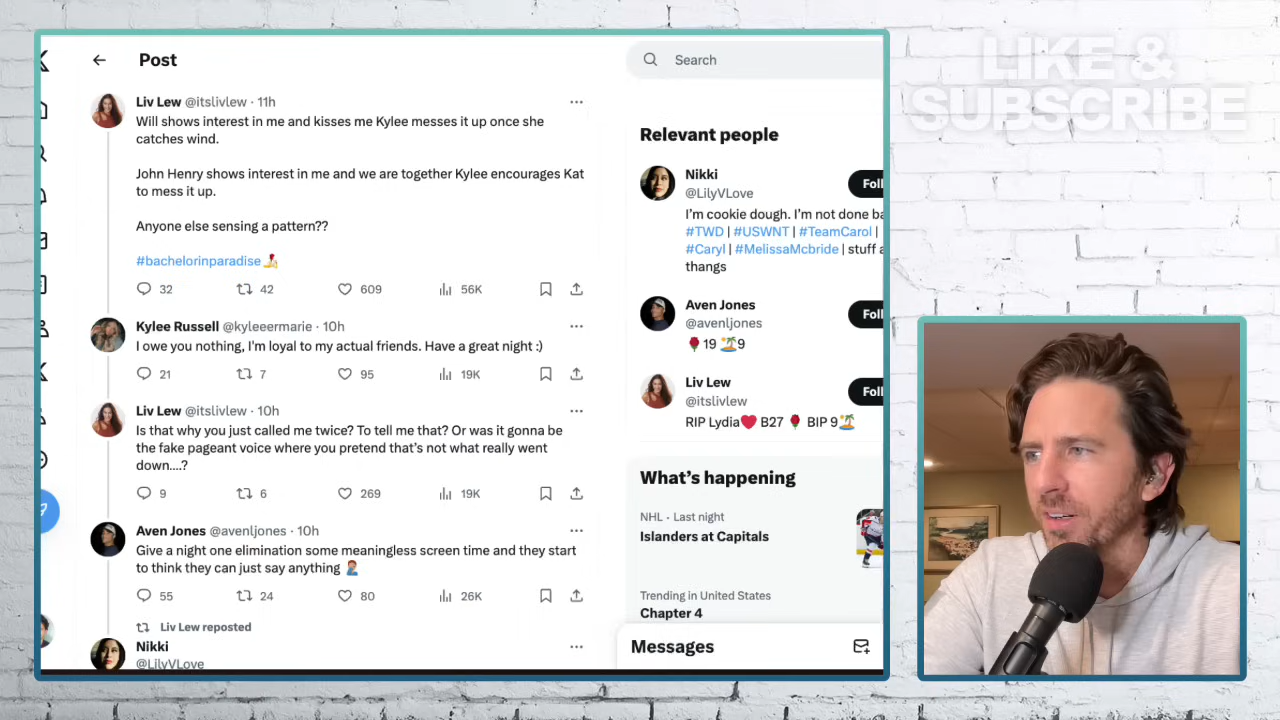 LIKE &
SUBSCRIBE
Post
Search
Liv Lew @itslivlew · 11h
Will shows interest in me and kisses me Kylee messes it up once she
catches wind.
John Henry shows interest in me and we are together Kylee encourages Kat
to mess it up.
Anyone else sensing a pattern??
#bachelorinparadise
32 42 609 56K
Kylee Russell @kyleeermarie · 10h
I owe you nothing, I'm loyal to my actual friends. Have a great night :)
21 7 95 19K
Liv Lew @itslivlew · 10h
Is that why you just called me twice? To tell me that? Or was it gonna be
the fake pageant voice where you pretend that's not what really went
down....?
9 6 269 19K
Aven Jones @avenljones · 10h
Give a night one elimination some meaningless screen time and they start
to think they can just say anything 🤦🏽‍♂️
55 24 80 26K
Liv Lew reposted
Nikki
@LilyVLove
Relevant people
Nikki
@LilyVLove
Foll
I'm cookie dough. I'm not done ba
#TWD | #USWNT | #TeamCarol |
#Caryl | #MelissaMcbride | stuff a
thangs
Aven Jones
@avenljones
Foll
🌹19 🏝️9
Liv Lew
@itslivlew
Foll
RIP Lydia❤️ B27 🌹 BIP 9🏝️
What's happening
NHL · Last night
Islanders at Capitals
Trending in United States
Chapter 4
Messages